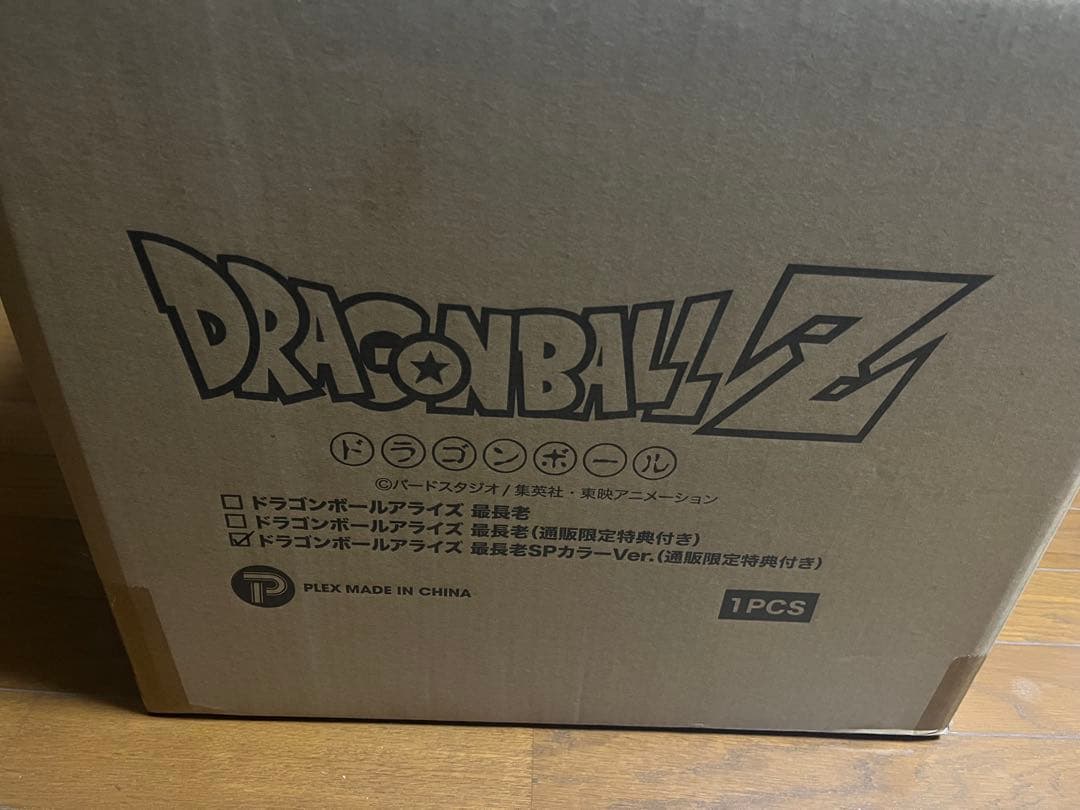 DRAGONBALL Z
ドラゴンボール
©バードスタジオ/集英社・東映アニメーション
□ ドラゴンボールアライズ 最長老
□ ドラゴンボールアライズ 最長老(通販限定特典付き)
☑ ドラゴンボールアライズ 最長老SPカラーVer.(通販限定特典付き)
PLEX MADE IN CHINA
1PCS